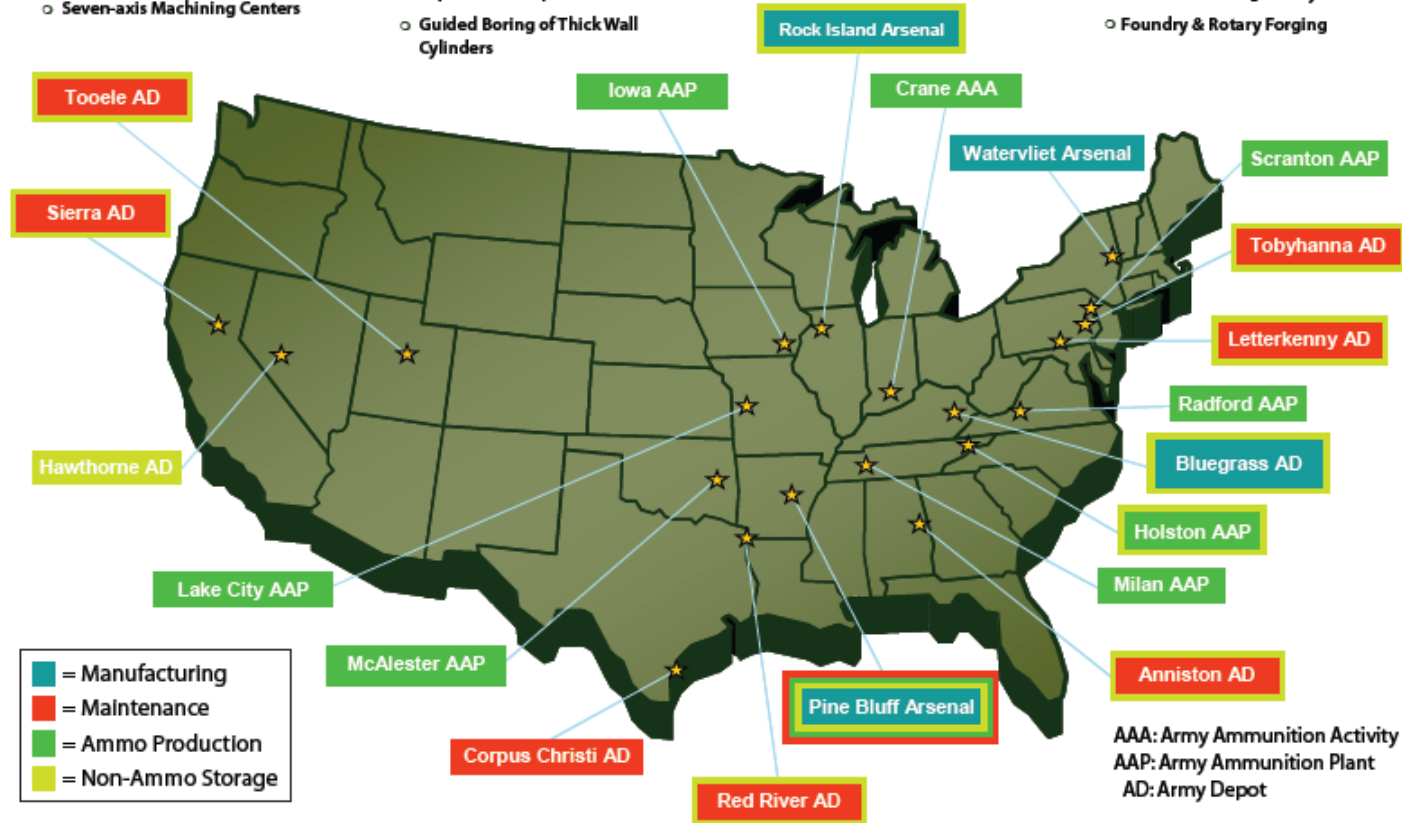 Seven-axis Machining Centers
Guided Boring of Thick Wall
Cylinders
Foundry & Rotary Forging
Rock Island Arsenal
Tooele AD
Iowa AAP
Crane AAA
Watervliet Arsenal
Scranton AAP
Sierra AD
Tobyhanna AD
Letterkenny AD
Radford AAP
Hawthorne AD
Bluegrass AD
Holston AAP
Lake City AAP
Milan AAP
McAlester AAP
Anniston AD
Pine Bluff Arsenal
Corpus Christi AD
Red River AD
= Manufacturing
= Maintenance
= Ammo Production
= Non-Ammo Storage
AAA: Army Ammunition Activity
AAP: Army Ammunition Plant
AD: Army Depot